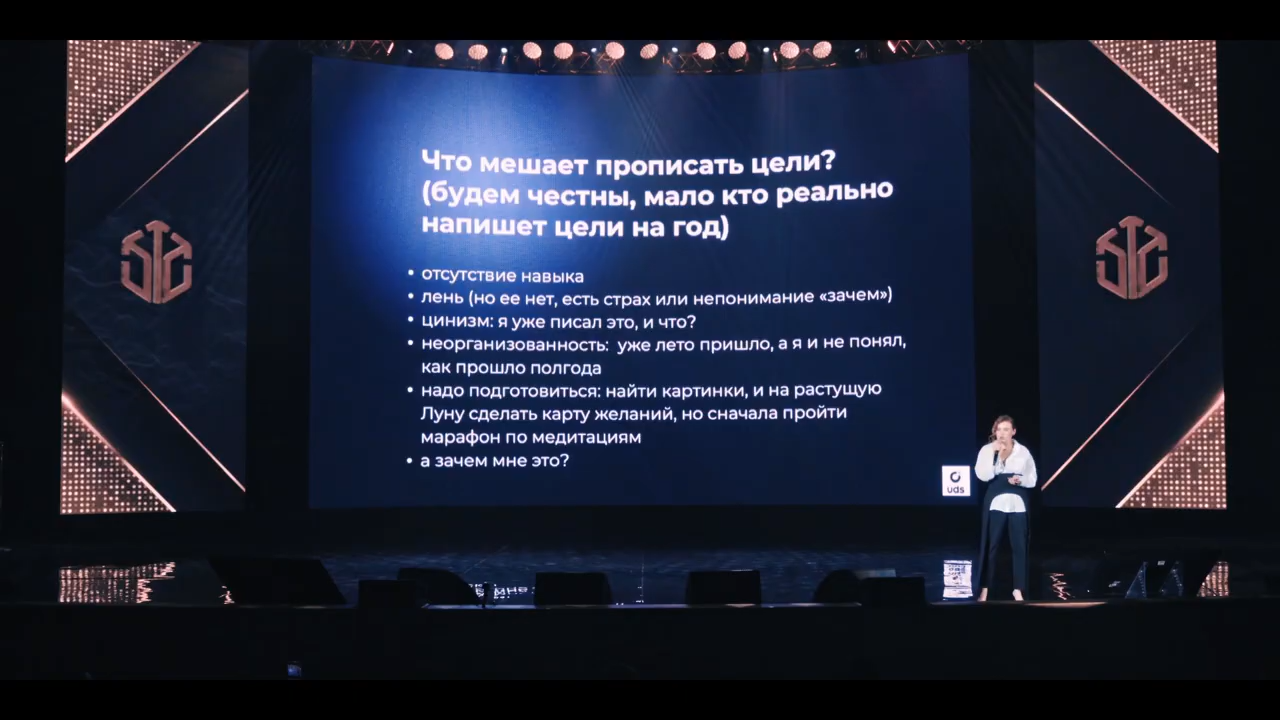 Что мешает прописать цели?
(будем честны, мало кто реально
напишет цели на год)
• отсутствие навыка
• лень (но ее нет, есть страх или непонимание «зачем»)
• цинизм: я уже писал это, и что?
• неорганизованность:  уже лето пришло, а я и не понял,
как прошло полгода
• надо подготовиться: найти картинки, и на растущую
Луну сделать карту желаний, но сначала пройти
марафон по медитациям
• а зачем мне это?
uds